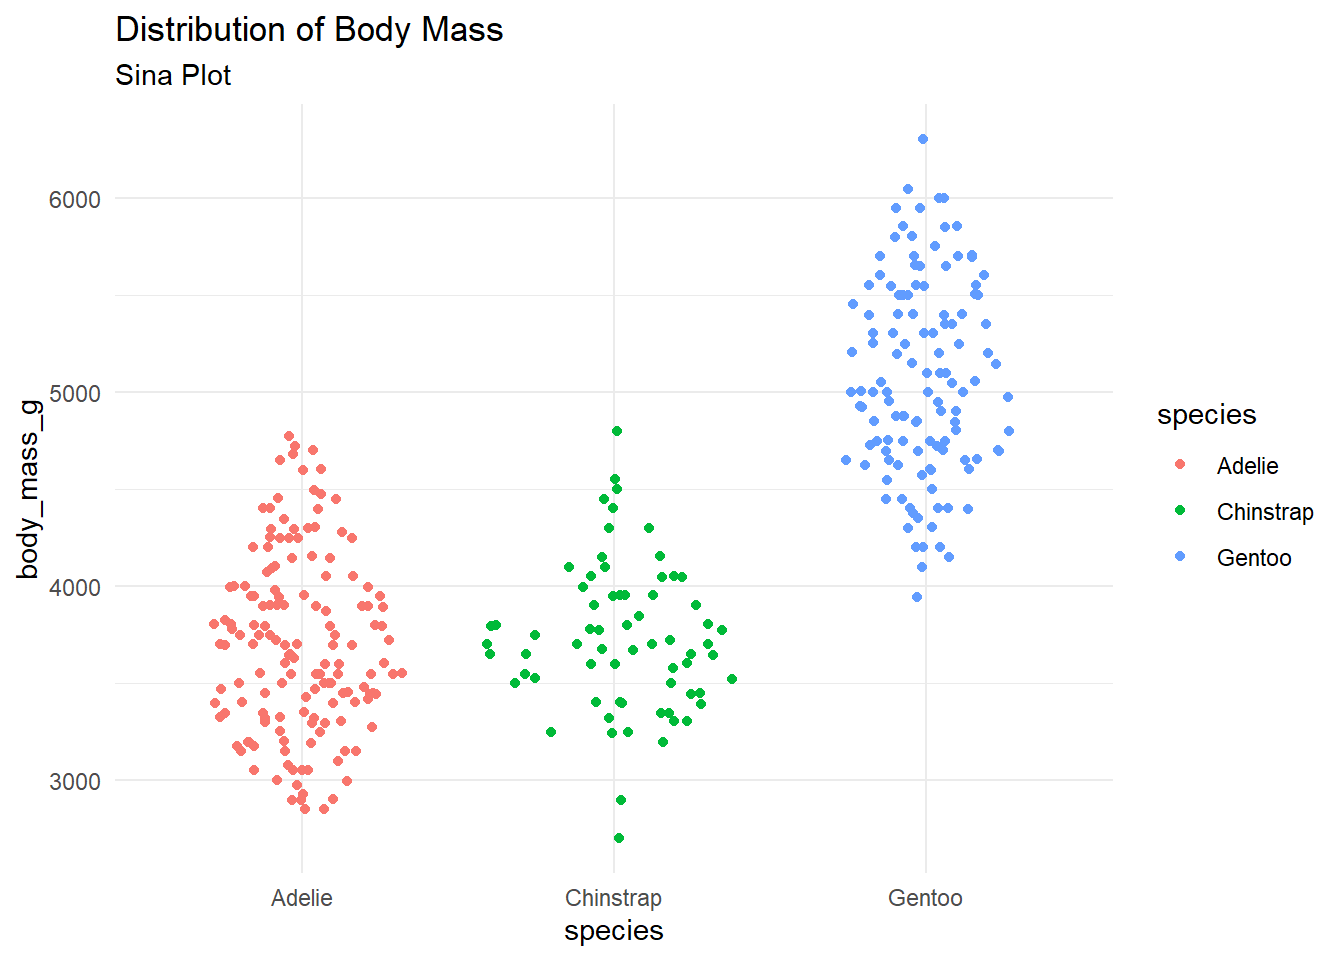 Distribution of Body Mass
Sina Plot
body_mass_g
6000
5000
4000
3000
Adelie
Chinstrap
Gentoo
species
species
Adelie
Chinstrap
Gentoo